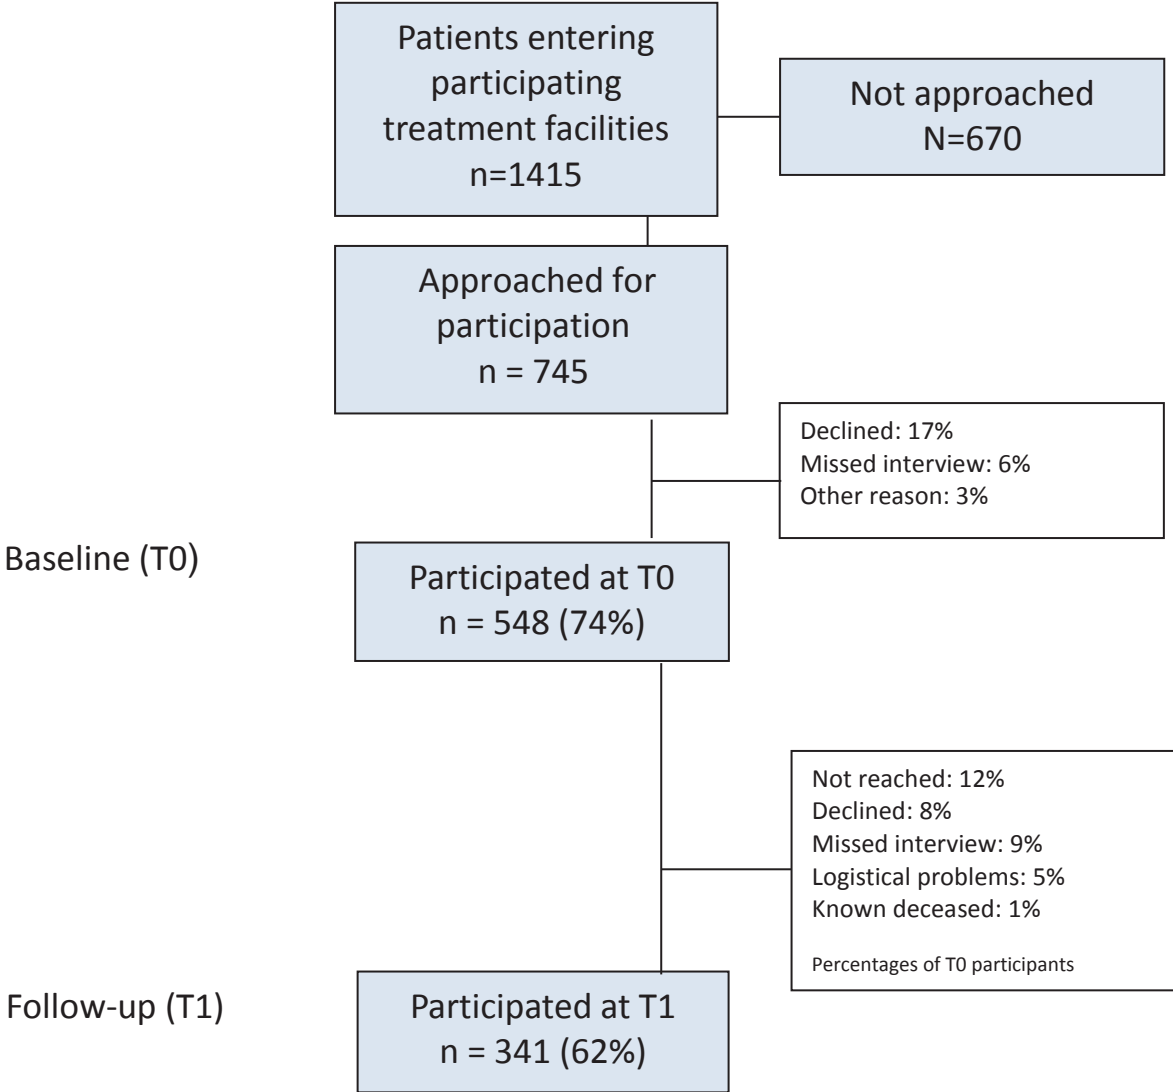 Patients entering
participating
treatment facilities
n=1415
Not approached
N=670
Approached for
participation
n = 745
Declined: 17%
Missed interview: 6%
Other reason: 3%
Baseline (T0)
Participated at T0
n = 548 (74%)
Not reached: 12%
Declined: 8%
Missed interview: 9%
Logistical problems: 5%
Known deceased: 1%
Percentages of T0 participants
Follow-up (T1)
Participated at T1
n = 341 (62%)